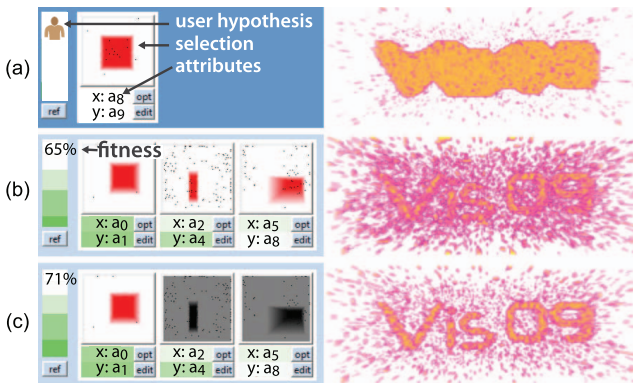 user hypothesis
selection
attributes
(a)
x: a8 opt
ref y: a9 edit
65% fitness
(b)
x: a0 opt x: a2 opt x: a5 opt
ref y: a1 edit y: a4 edit y: a8 edit
Vis 09
71%
(c)
x: a0 opt x: a2 opt x: a5 opt
ref y: a1 edit y: a4 edit y: a8 edit
Vis 09